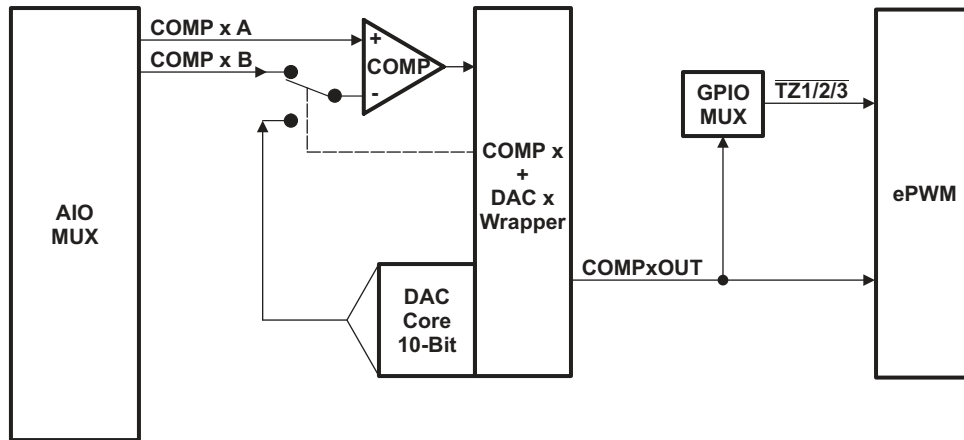 COMP x A
COMP x B
+
COMP
-
AIO
MUX
COMP x
+
DAC x
Wrapper
DAC
Core
10-Bit
COMPxOUT
GPIO
MUX
TZ1/2/3
ePWM